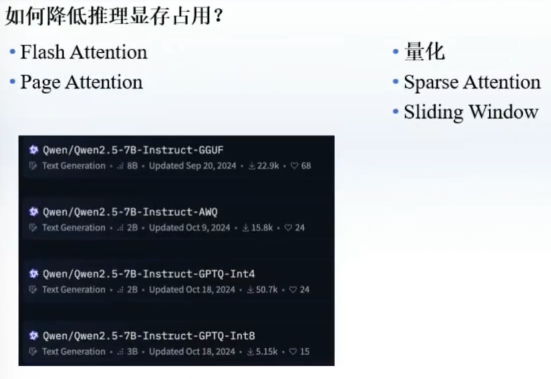 如何降低推理显存占用？
• Flash Attention
• Page Attention
• 量化
• Sparse Attention
• Sliding Window
Qwen/Qwen2.5-7B-Instruct-GGUF
Text Generation • 8B • Updated Sep 20, 2024 • 22.9k • 68
Qwen/Qwen2.5-7B-Instruct-AWQ
Text Generation • 2B • Updated Oct 9, 2024 • 15.8k • 24
Qwen/Qwen2.5-7B-Instruct-GPTQ-Int4
Text Generation • 2B • Updated Oct 18, 2024 • 50.7k • 24
Qwen/Qwen2.5-7B-Instruct-GPTQ-Int8
Text Generation • 3B • Updated Oct 18, 2024 • 5.15k • 15